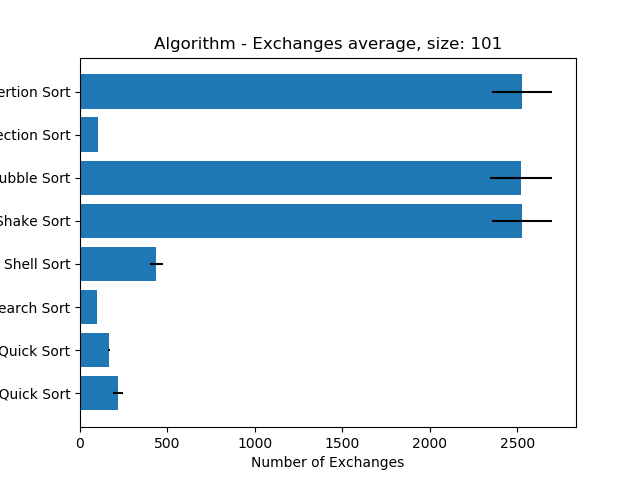 Algorithm - Exchanges average, size: 101
ertion Sort
ection Sort
ubble Sort
Shake Sort
Shell Sort
earch Sort
Quick Sort
Quick Sort
0 500 1000 1500 2000 2500
Number of Exchanges